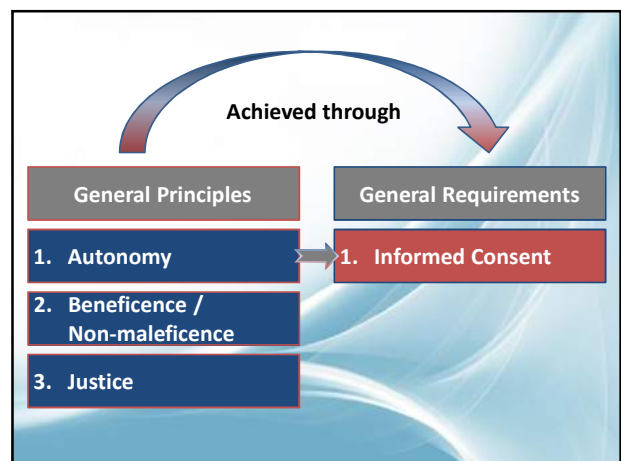 Achieved through
General Principles
General Requirements
1. Autonomy
1. Informed Consent
2. Beneficence /
Non-maleficence
3. Justice